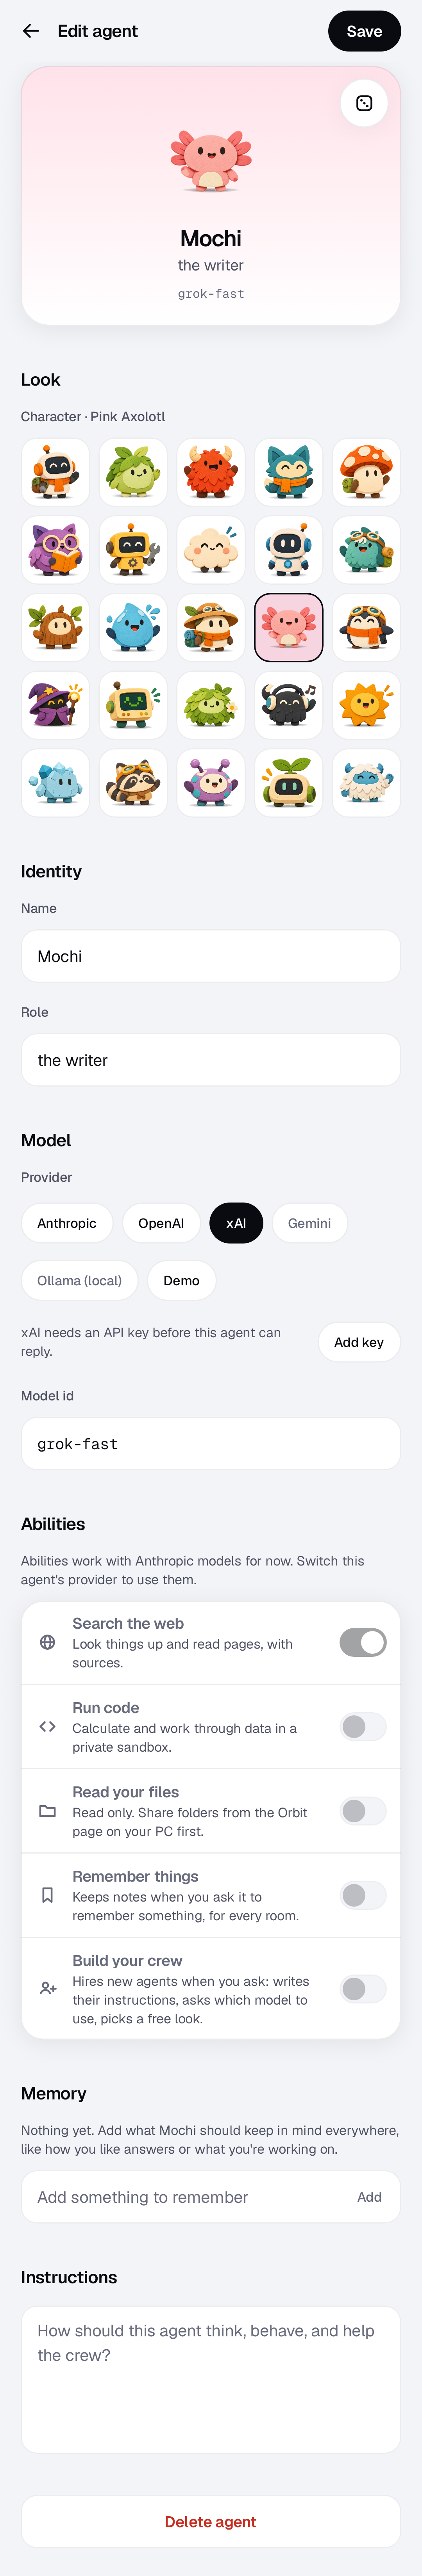 Edit agent
Save
Mochi
the writer
grok-fast
Look
Character · Pink Axolotl
Identity
Name
Mochi
Role
the writer
Model
Provider
Anthropic
OpenAI
xAI
Gemini
Ollama (local)
Demo
xAI needs an API key before this agent can
reply.
Add key
Model id
grok-fast
Abilities
Abilities work with Anthropic models for now. Switch this
agent's provider to use them.
Search the web
Look things up and read pages, with
sources.
Run code
Calculate and work through data in a
private sandbox.
Read your files
Read only. Share folders from the Orbit
page on your PC first.
Remember things
Keeps notes when you ask it to
remember something, for every room.
Build your crew
Hires new agents when you ask: writes
their instructions, asks which model to
use, picks a free look.
Memory
Nothing yet. Add what Mochi should keep in mind everywhere,
like how you like answers or what you're working on.
Add something to remember
Add
Instructions
How should this agent think, behave, and help
the crew?
Delete agent